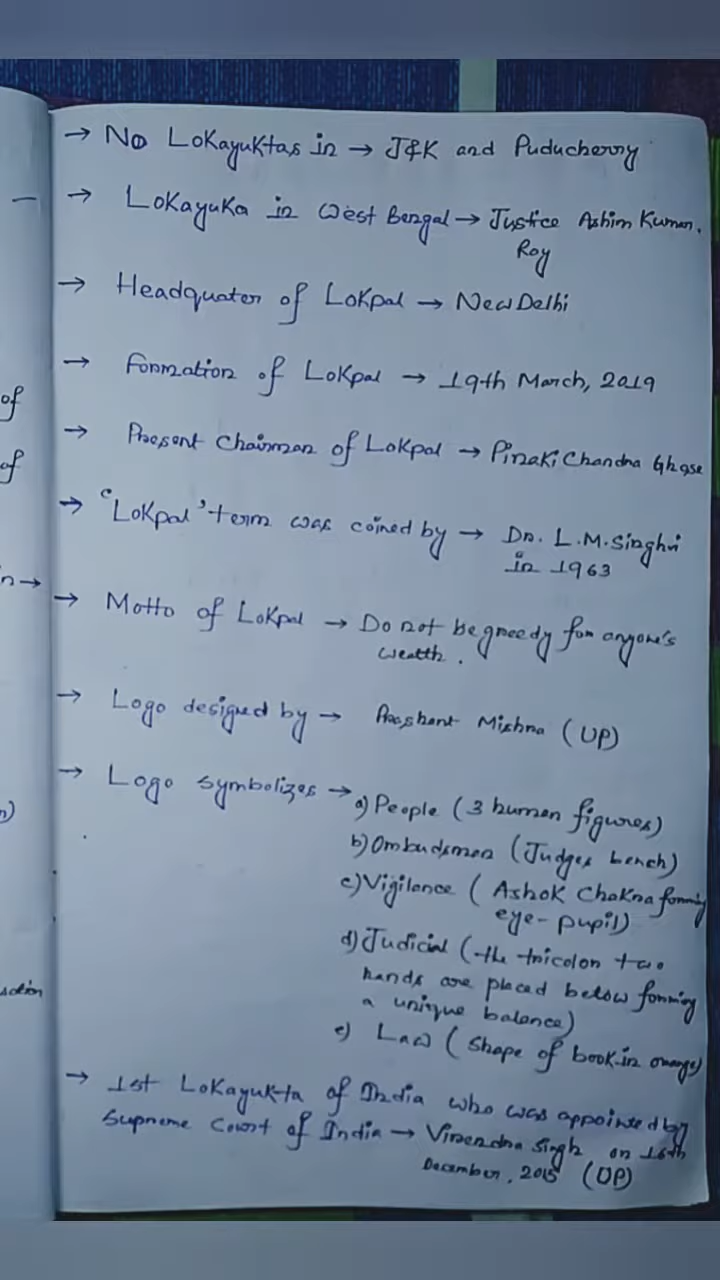 → No Lokayuktas in → J&K and Puducherry
→ Lokayuka in West Bengal → Justice Ashim Kumar.
Roy
→ Headquater of Lokpal → New Delhi
→ Formation of Lokpal → 19th March, 2019
→ Present Chairman of Lokpal → Pinaki Chandra Ghose
→ 'Lokpal' term was coined by → Dr. L.M. Singhvi
in 1963
→ Motto of Lokpal → Do not be greedy for anyone's
wealth.
→ Logo designed by → Prashant Mishra (UP)
→ Logo symbolizes → a) People (3 human figures)
b) Ombudsman (Judges bench)
c) Vigilance (Ashok Chakra forming
eye-pupil)
d) Judicial (the tricolor two
hands are placed below forming
a unique balance)
e) Law (Shape of book in orange)
→ 1st Lokayukta of India who was appointed by
Supreme Court of India → Virendra Singh on 16th
December, 2015 (UP)
of
of
n →
)